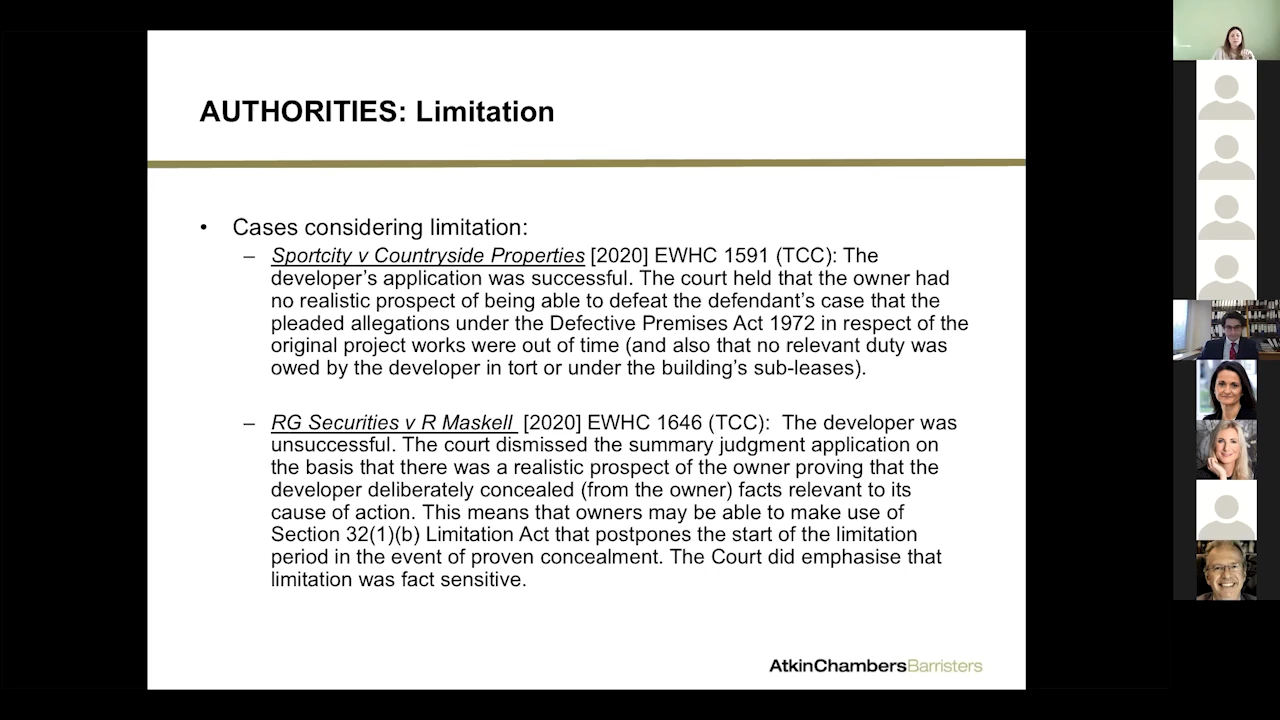 AUTHORITIES: Limitation
• Cases considering limitation:
– Sportcity v Countryside Properties [2020] EWHC 1591 (TCC): The
developer’s application was successful. The court held that the owner had
no realistic prospect of being able to defeat the defendant’s case that the
pleaded allegations under the Defective Premises Act 1972 in respect of the
original project works were out of time (and also that no relevant duty was
owed by the developer in tort or under the building’s sub-leases).
– RG Securities v R Maskell [2020] EWHC 1646 (TCC): The developer was
unsuccessful. The court dismissed the summary judgment application on
the basis that there was a realistic prospect of the owner proving that the
developer deliberately concealed (from the owner) facts relevant to its
cause of action. This means that owners may be able to make use of
Section 32(1)(b) Limitation Act that postpones the start of the limitation
period in the event of proven concealment. The Court did emphasise that
limitation was fact sensitive.
AtkinChambersBarristers